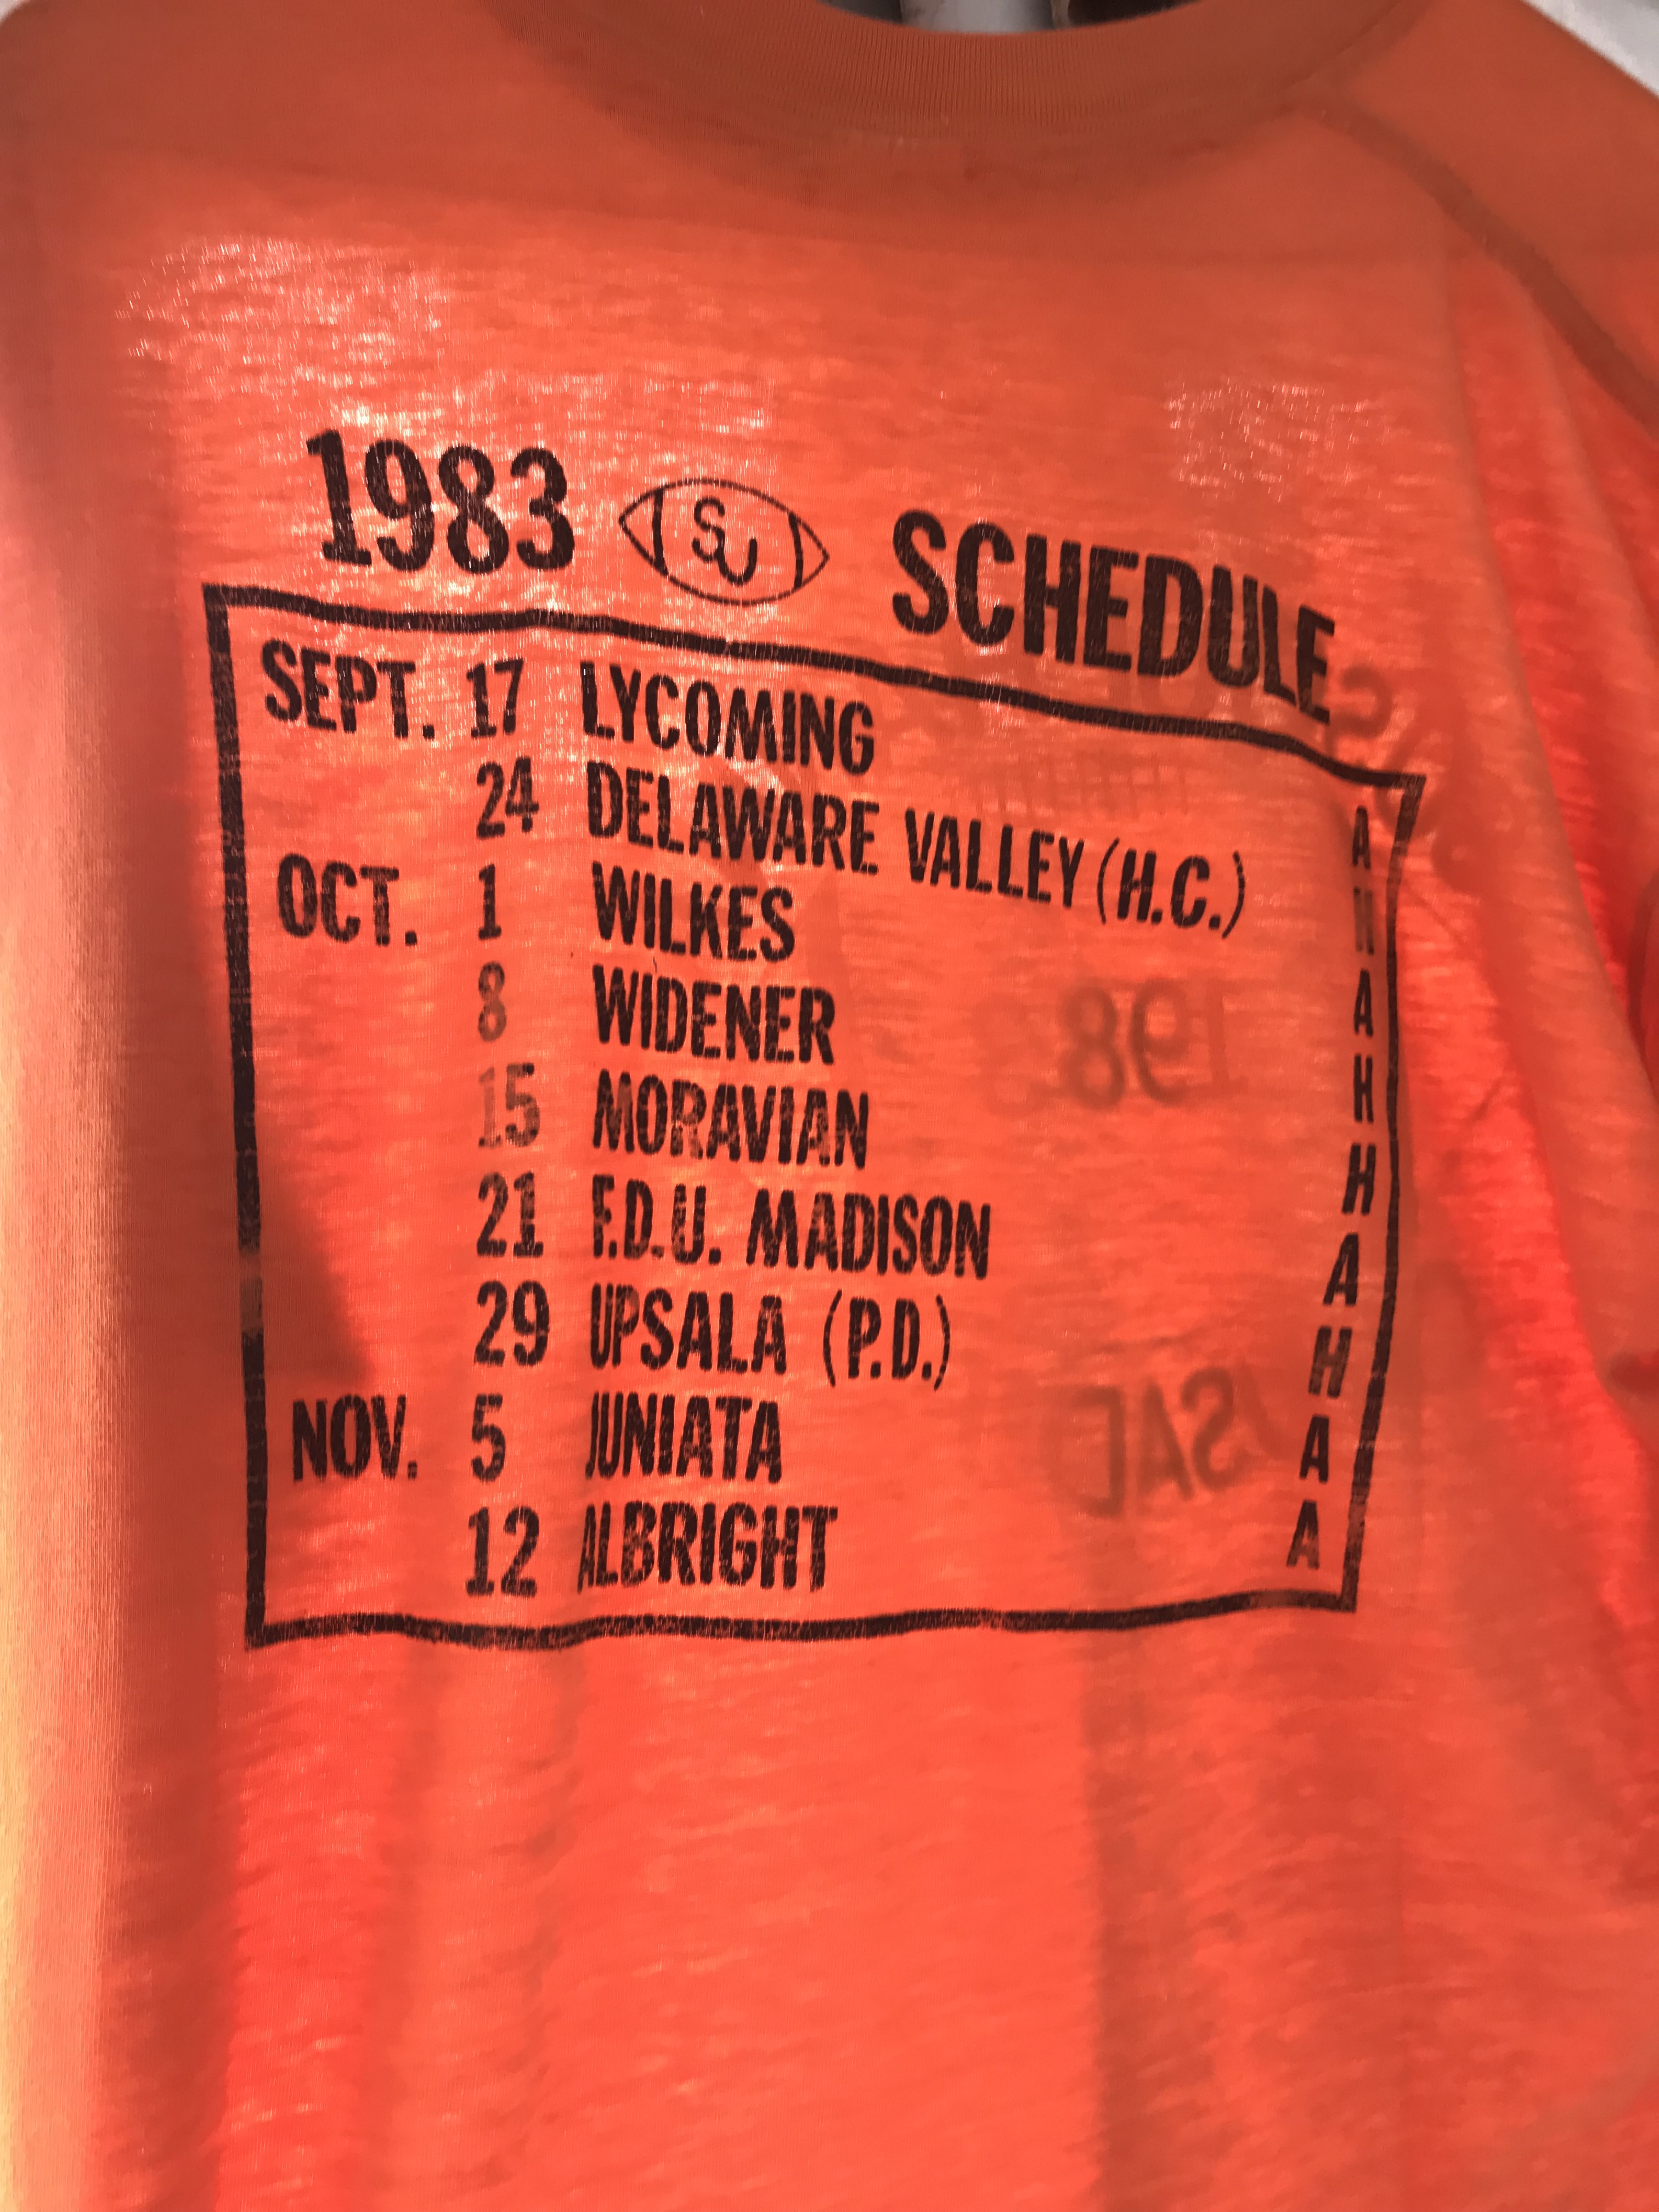 1983 SU SCHEDULE
SEPT. 17 LYCOMING A
24 DELAWARE VALLEY (H.C.) H
OCT. 1 WILKES A
8 WIDENER H
15 MORAVIAN H
21 F.D.U. MADISON A
29 UPSALA (P.D.) H
NOV. 5 JUNIATA A
12 ALBRIGHT A